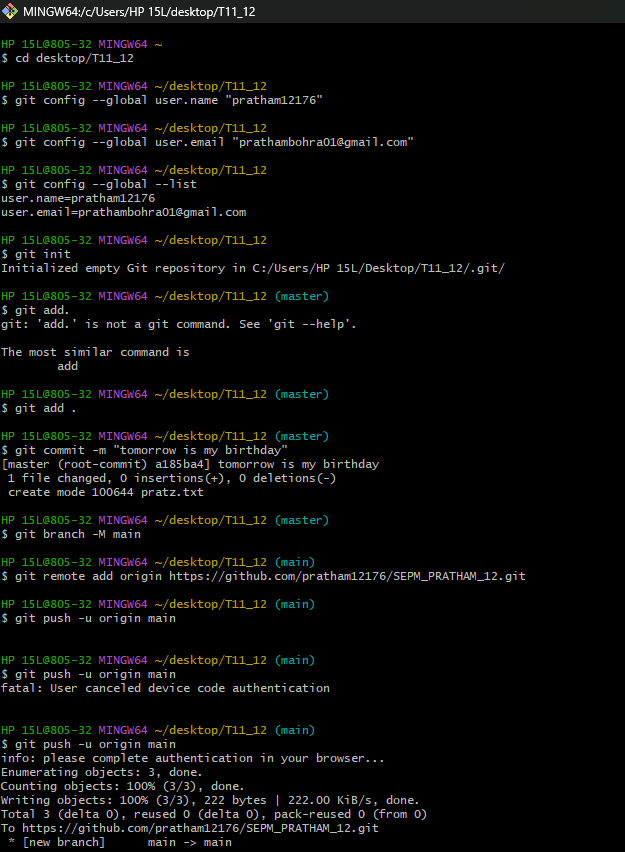 MINGW64:/c/Users/HP 15L/desktop/T11_12
HP 15L@805-32 MINGW64 ~
$ cd desktop/T11_12
HP 15L@805-32 MINGW64 ~/desktop/T11_12
$ git config --global user.name "pratham12176"
HP 15L@805-32 MINGW64 ~/desktop/T11_12
$ git config --global user.email "prathambohra01@gmail.com"
HP 15L@805-32 MINGW64 ~/desktop/T11_12
$ git config --global --list
user.name=pratham12176
user.email=prathambohra01@gmail.com
HP 15L@805-32 MINGW64 ~/desktop/T11_12
$ git init
Initialized empty Git repository in C:/Users/HP 15L/Desktop/T11_12/.git/
HP 15L@805-32 MINGW64 ~/desktop/T11_12 (master)
$ git add.
git: 'add.' is not a git command. See 'git --help'.
The most similar command is
add
HP 15L@805-32 MINGW64 ~/desktop/T11_12 (master)
$ git add .
HP 15L@805-32 MINGW64 ~/desktop/T11_12 (master)
$ git commit -m "tomorrow is my birthday"
[master (root-commit) a185ba4] tomorrow is my birthday
1 file changed, 0 insertions(+), 0 deletions(-)
create mode 100644 pratz.txt
HP 15L@805-32 MINGW64 ~/desktop/T11_12 (master)
$ git branch -M main
HP 15L@805-32 MINGW64 ~/desktop/T11_12 (main)
$ git remote add origin https://github.com/pratham12176/SEPM_PRATHAM_12.git
HP 15L@805-32 MINGW64 ~/desktop/T11_12 (main)
$ git push -u origin main
HP 15L@805-32 MINGW64 ~/desktop/T11_12 (main)
$ git push -u origin main
fatal: User canceled device code authentication
HP 15L@805-32 MINGW64 ~/desktop/T11_12 (main)
$ git push -u origin main
info: please complete authentication in your browser...
Enumerating objects: 3, done.
Counting objects: 100% (3/3), done.
Writing objects: 100% (3/3), 222 bytes | 222.00 KiB/s, done.
Total 3 (delta 0), reused 0 (delta 0), pack-reused 0 (from 0)
To https://github.com/pratham12176/SEPM_PRATHAM_12.git
* [new branch] main -> main